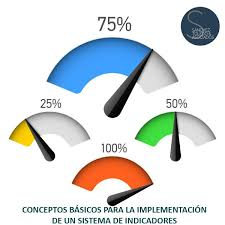 75%
25%
50%
100%
CONCEPTOS BÁSICOS PARA LA IMPLEMENTACIÓN
DE UN SISTEMA DE INDICADORES